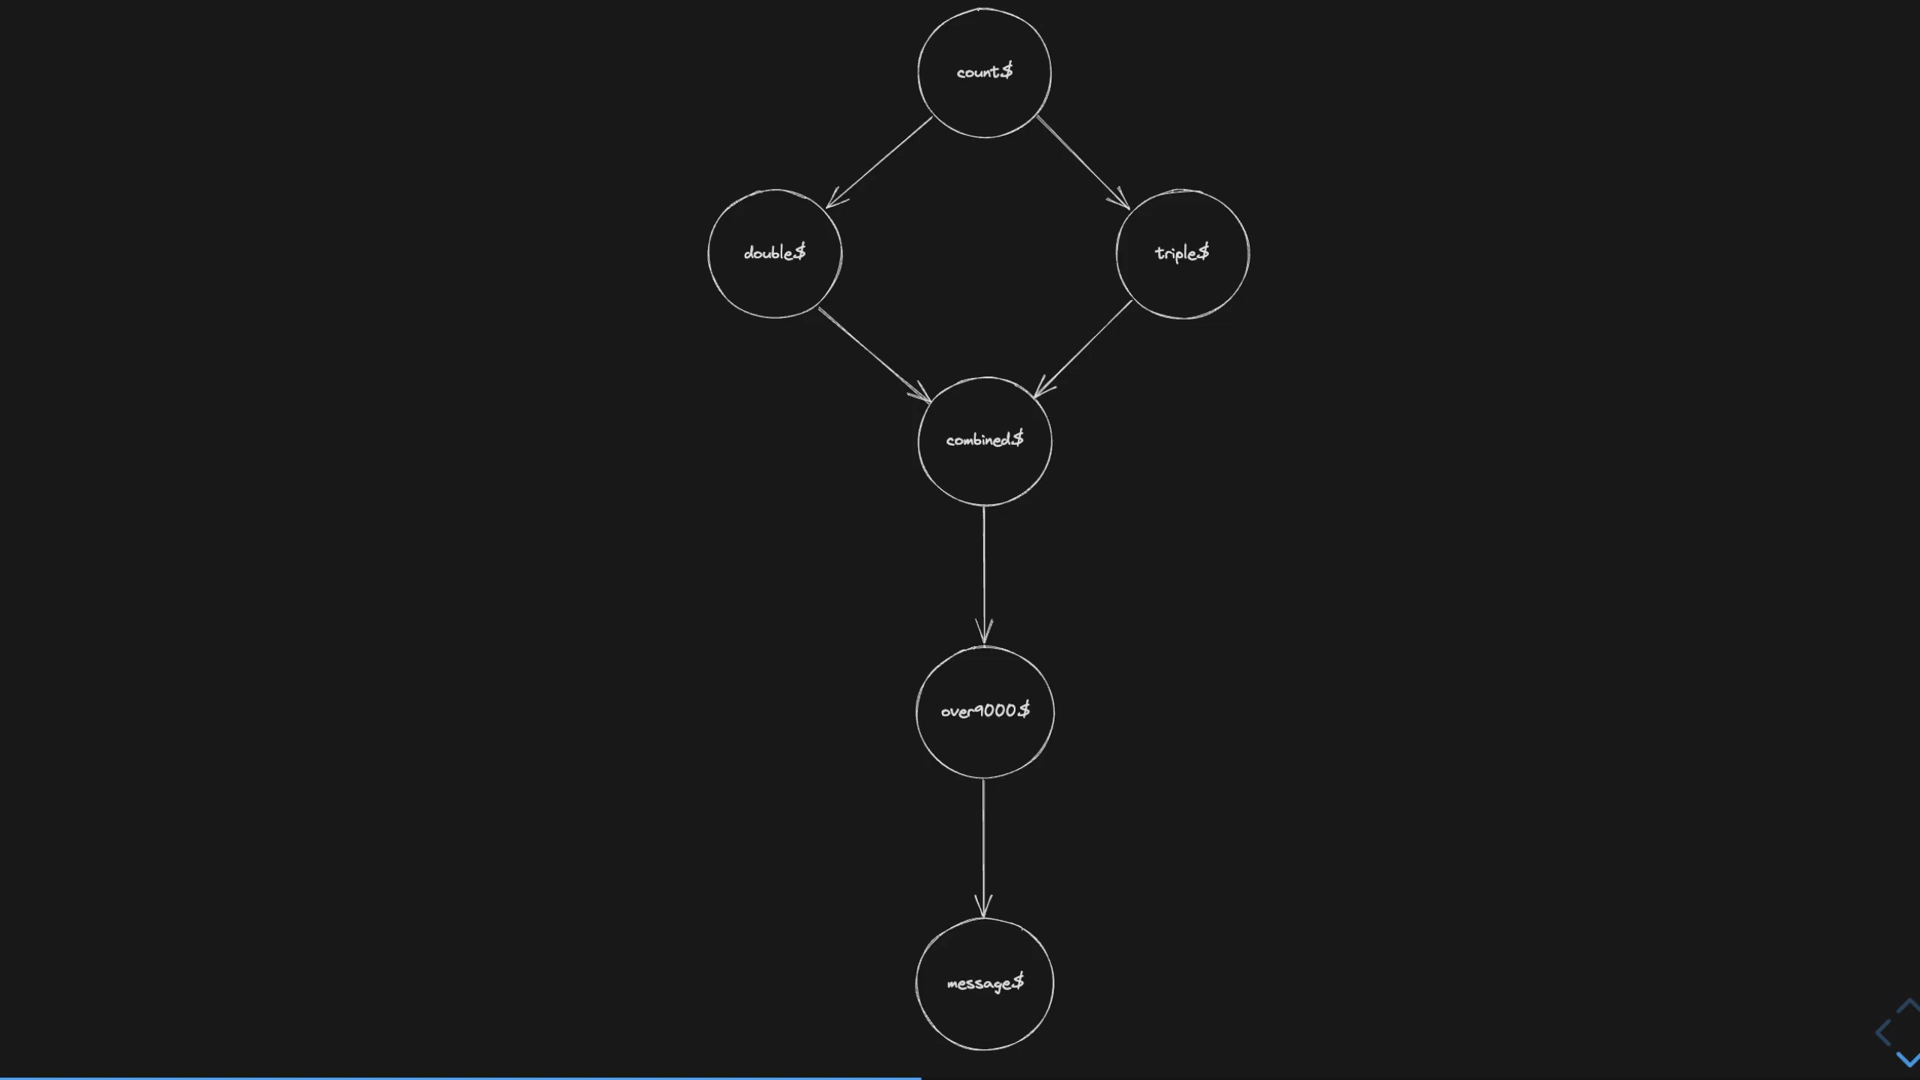 count$
double$
triple$
combined$
over9000$
message$